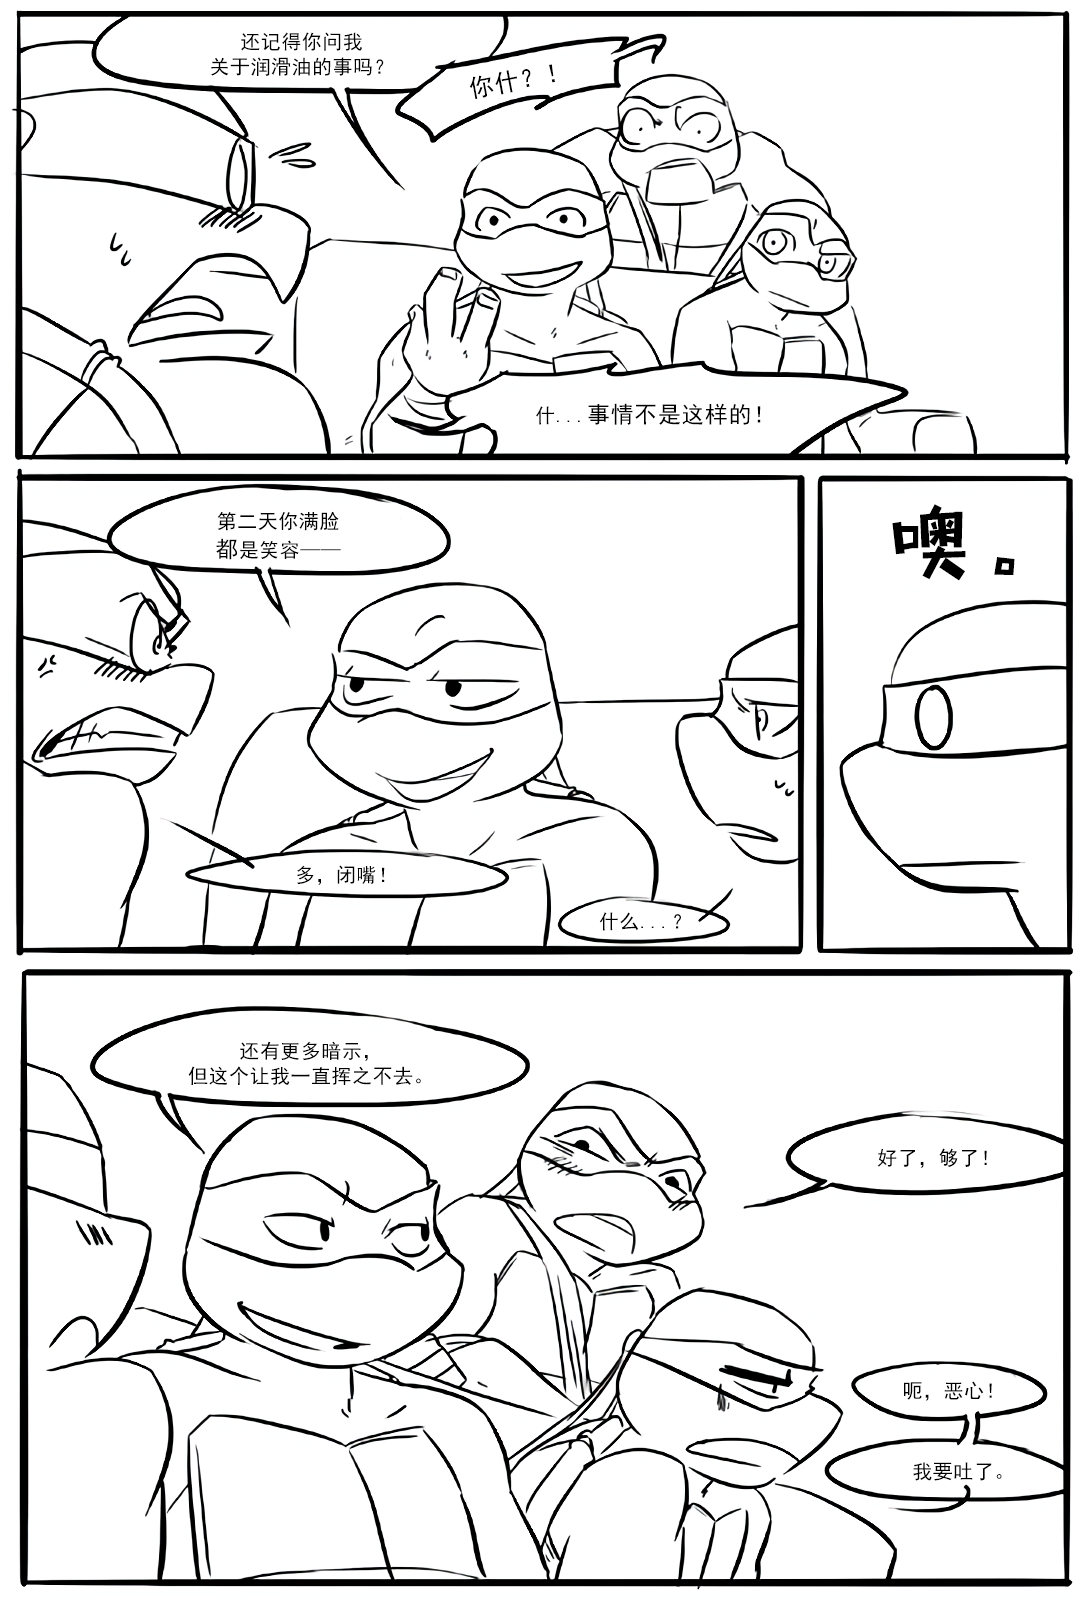 还记得你问我
关于润滑油的事吗？
你什？！
什...事情不是这样的！
第二天你满脸
都是笑容——
多，闭嘴！
什么...？
噢。
还有更多暗示，
但这个让我一直挥之不去。
好了，够了！
呃，恶心！
我要吐了。